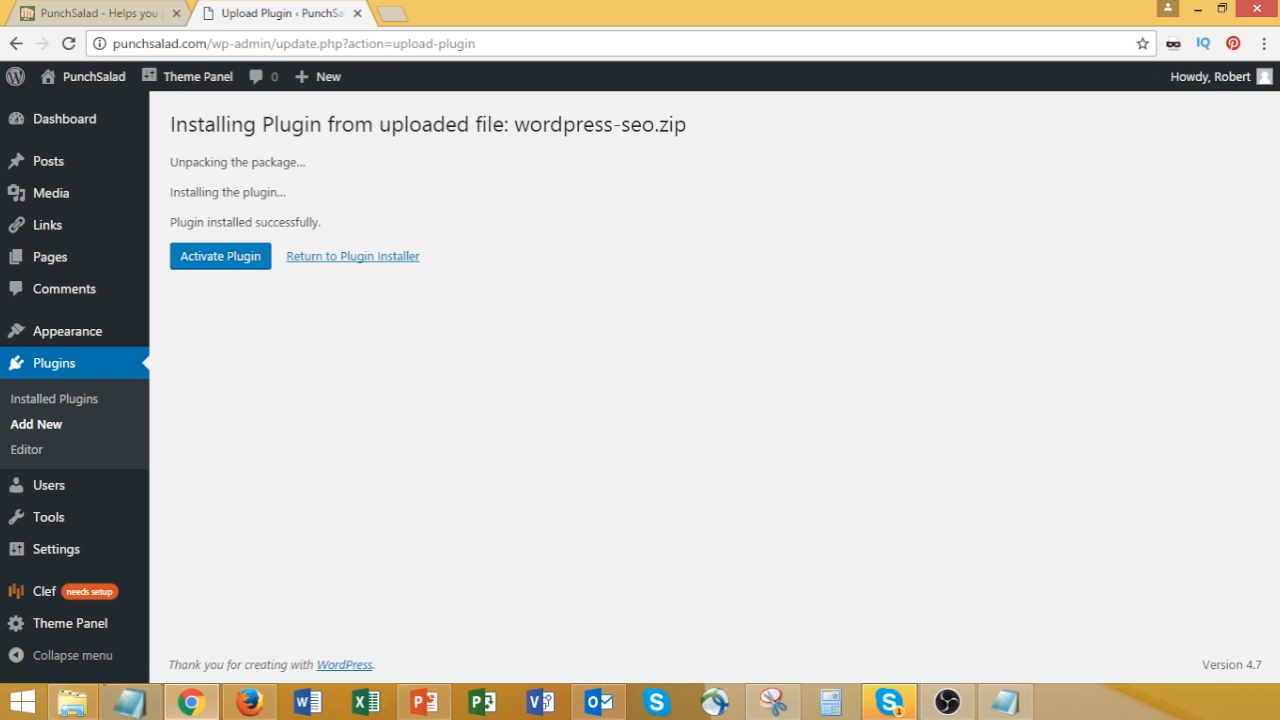 PunchSalad - Helps you
Upload Plugin ‹ PunchSa
punchsalad.com/wp-admin/update.php?action=upload-plugin
PunchSalad
Theme Panel
0
New
Howdy, Robert
Dashboard
Posts
Media
Links
Pages
Comments
Appearance
Plugins
Installed Plugins
Add New
Editor
Users
Tools
Settings
Clef needs setup
Theme Panel
Collapse menu
Installing Plugin from uploaded file: wordpress-seo.zip
Unpacking the package…
Installing the plugin…
Plugin installed successfully.
Activate Plugin Return to Plugin Installer
Thank you for creating with WordPress.
Version 4.7